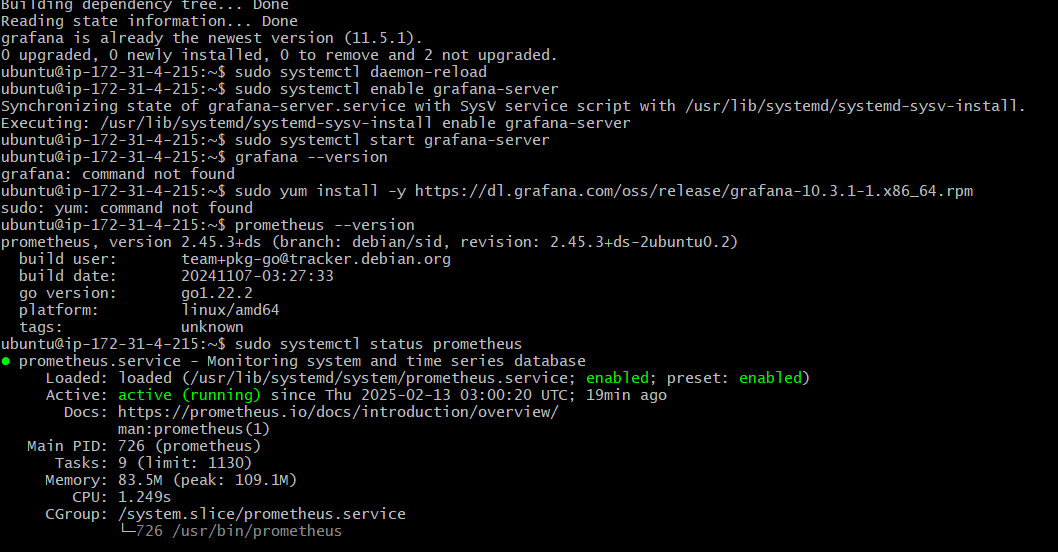 Building dependency tree... Done
Reading state information... Done
grafana is already the newest version (11.5.1).
0 upgraded, 0 newly installed, 0 to remove and 2 not upgraded.
ubuntu@ip-172-31-4-215:~$ sudo systemctl daemon-reload
ubuntu@ip-172-31-4-215:~$ sudo systemctl enable grafana-server
Synchronizing state of grafana-server.service with SysV service script with /usr/lib/systemd/systemd-sysv-install.
Executing: /usr/lib/systemd/systemd-sysv-install enable grafana-server
ubuntu@ip-172-31-4-215:~$ sudo systemctl start grafana-server
ubuntu@ip-172-31-4-215:~$ grafana --version
grafana: command not found
ubuntu@ip-172-31-4-215:~$ sudo yum install -y https://dl.grafana.com/oss/release/grafana-10.3.1-1.x86_64.rpm
sudo: yum: command not found
ubuntu@ip-172-31-4-215:~$ prometheus --version
prometheus, version 2.45.3+ds (branch: debian/sid, revision: 2.45.3+ds-2ubuntu0.2)
  build user:       team+pkg-go@tracker.debian.org
  build date:       20241107-03:27:33
  go version:       go1.22.2
  platform:         linux/amd64
  tags:             unknown
ubuntu@ip-172-31-4-215:~$ sudo systemctl status prometheus
● prometheus.service - Monitoring system and time series database
     Loaded: loaded (/usr/lib/systemd/system/prometheus.service; enabled; preset: enabled)
     Active: active (running) since Thu 2025-02-13 03:00:20 UTC; 19min ago
       Docs: https://prometheus.io/docs/introduction/overview/
             man:prometheus(1)
   Main PID: 726 (prometheus)
      Tasks: 9 (limit: 1130)
     Memory: 83.5M (peak: 109.1M)
        CPU: 1.249s
     CGroup: /system.slice/prometheus.service
             └─726 /usr/bin/prometheus